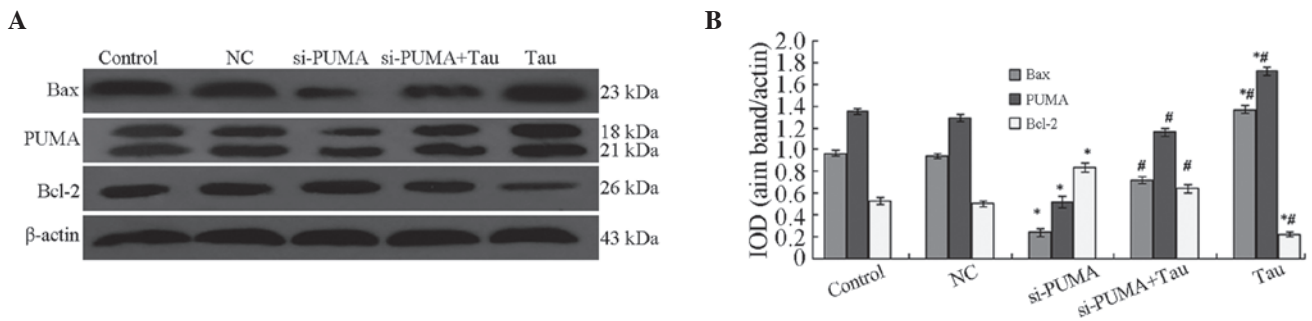 A
Control NC si-PUMA si-PUMA+Tau Tau
Bax 23 kDa
PUMA 18 kDa
21 kDa
Bcl-2 26 kDa
β-actin 43 kDa
B
IOD (aim band/actin)
2.0
1.8
1.6
1.4
1.2
1.0
0.8
0.6
0.4
0.2
0
Bax
PUMA
Bcl-2
* * *
# # #
*# *# *#
Control NC si-PUMA si-PUMA+Tau Tau